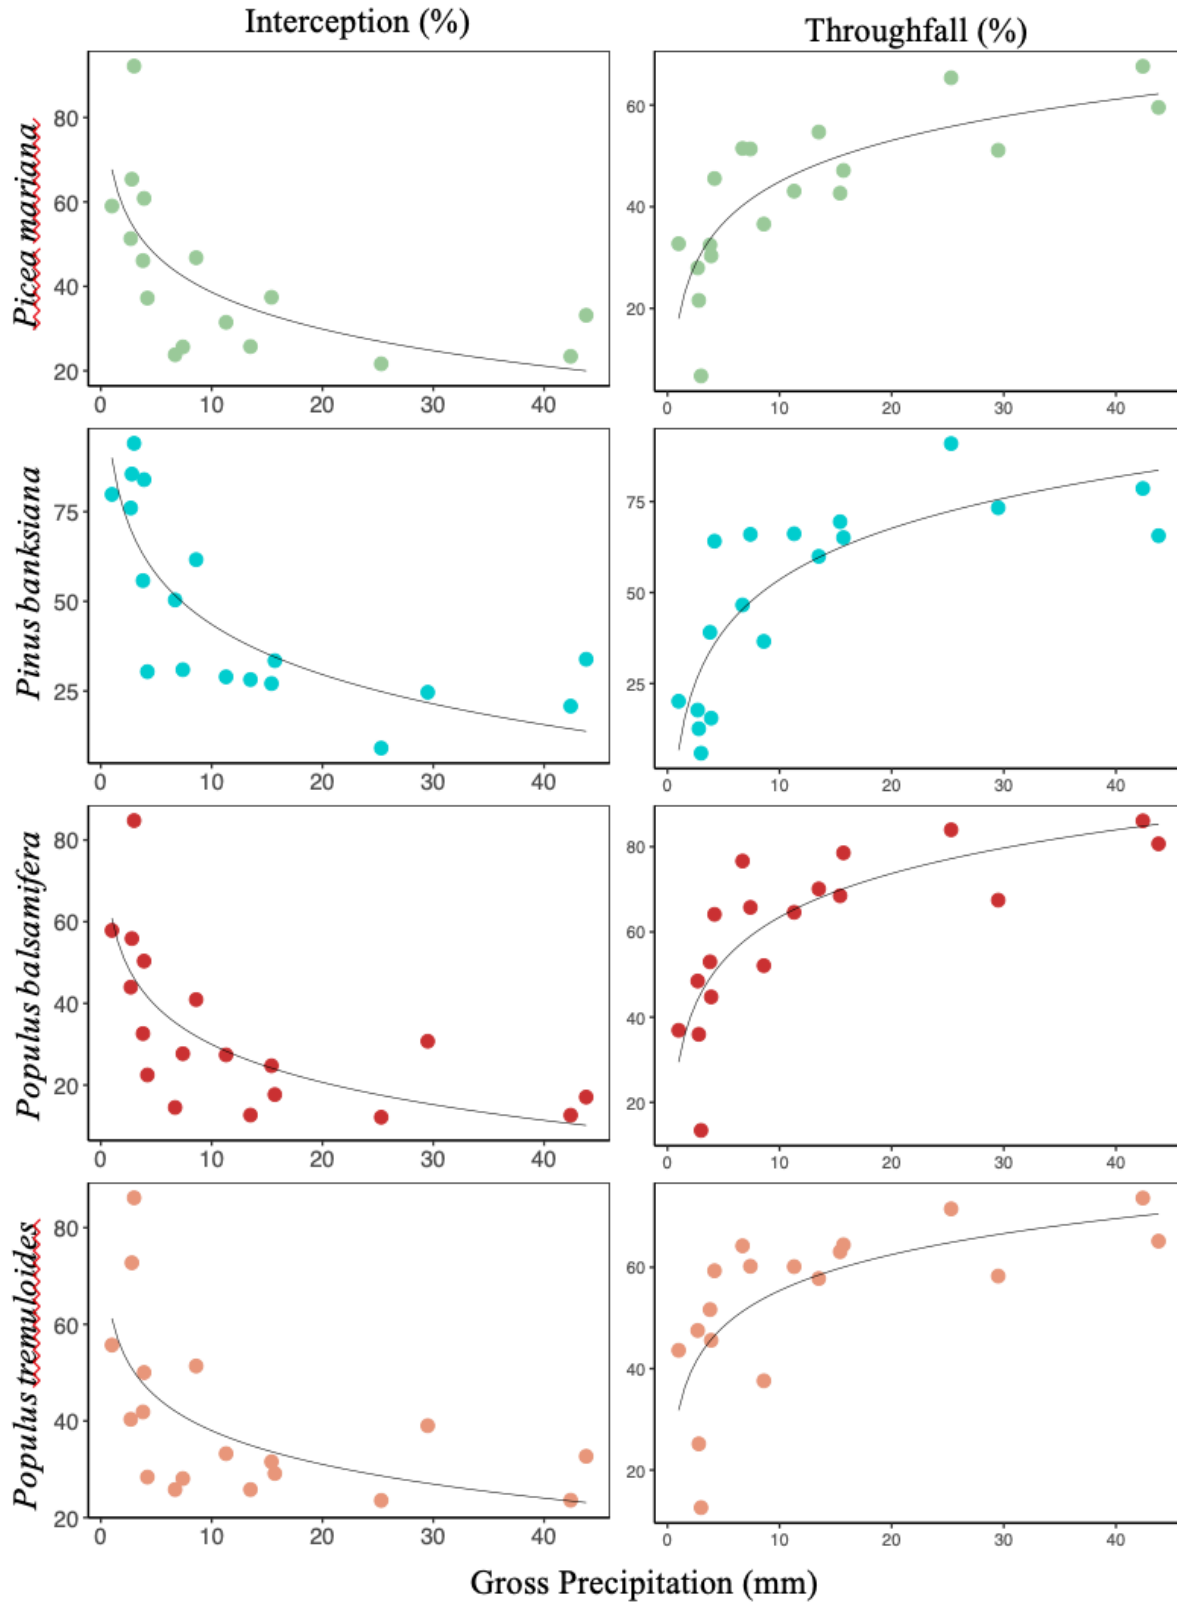 Interception (%)
Throughfall (%)
Picea mariana
80
60
40
20
0 10 20 30 40
60
40
20
0 10 20 30 40
Pinus banksiana
75
50
25
0 10 20 30 40
75
50
25
0 10 20 30 40
Populus balsamifera
80
60
40
20
0 10 20 30 40
80
60
40
20
0 10 20 30 40
Populus tremuloides
80
60
40
20
0 10 20 30 40
60
40
20
0 10 20 30 40
Gross Precipitation (mm)